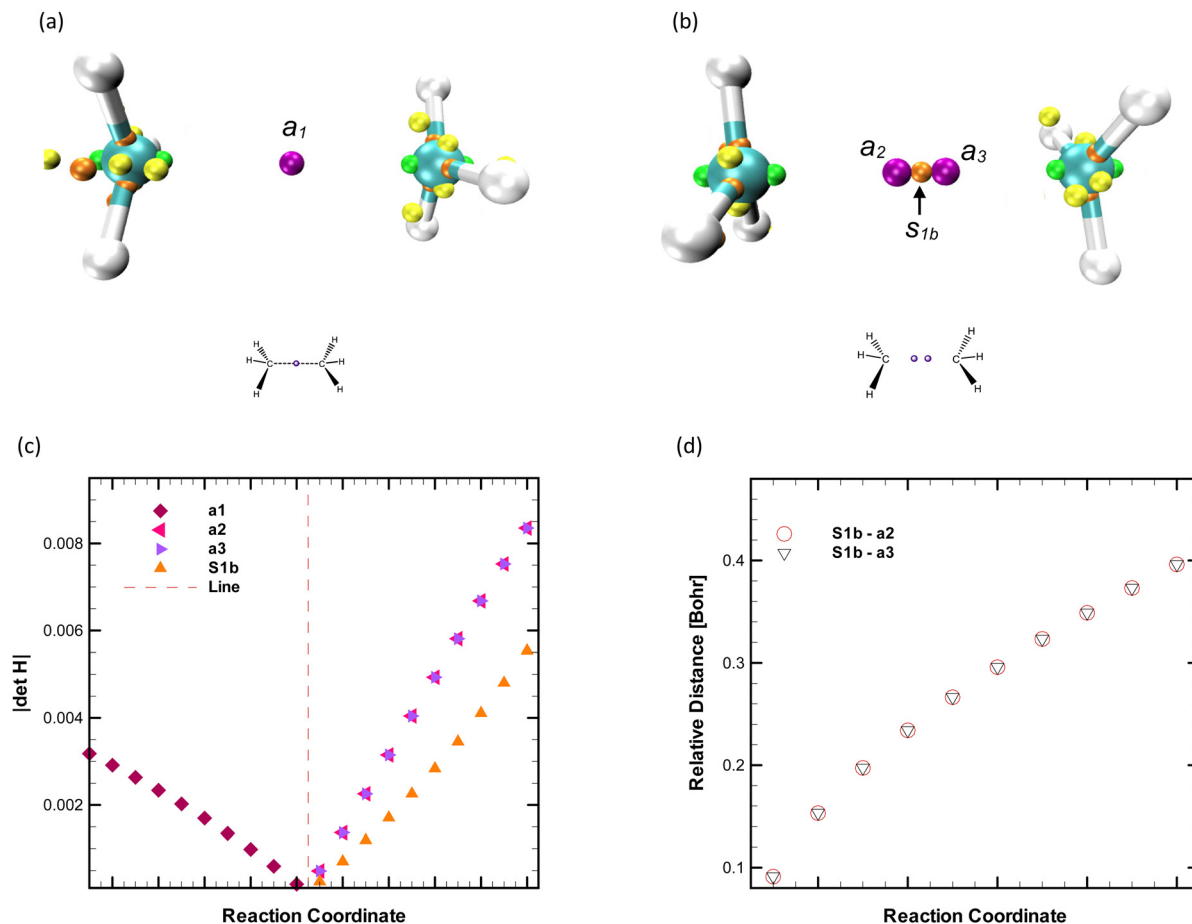 (a)
(b)
a1
a2
a3
S1b
H
H
H
C
C
H
H
H
H
H
H
C
C
H
H
H
(c)
(d)
a1
a2
a3
S1b
Line
0.008
0.006
0.004
0.002
|det H|
Reaction Coordinate
S1b - a2
S1b - a3
0.4
0.3
0.2
0.1
Relative Distance [Bohr]
Reaction Coordinate